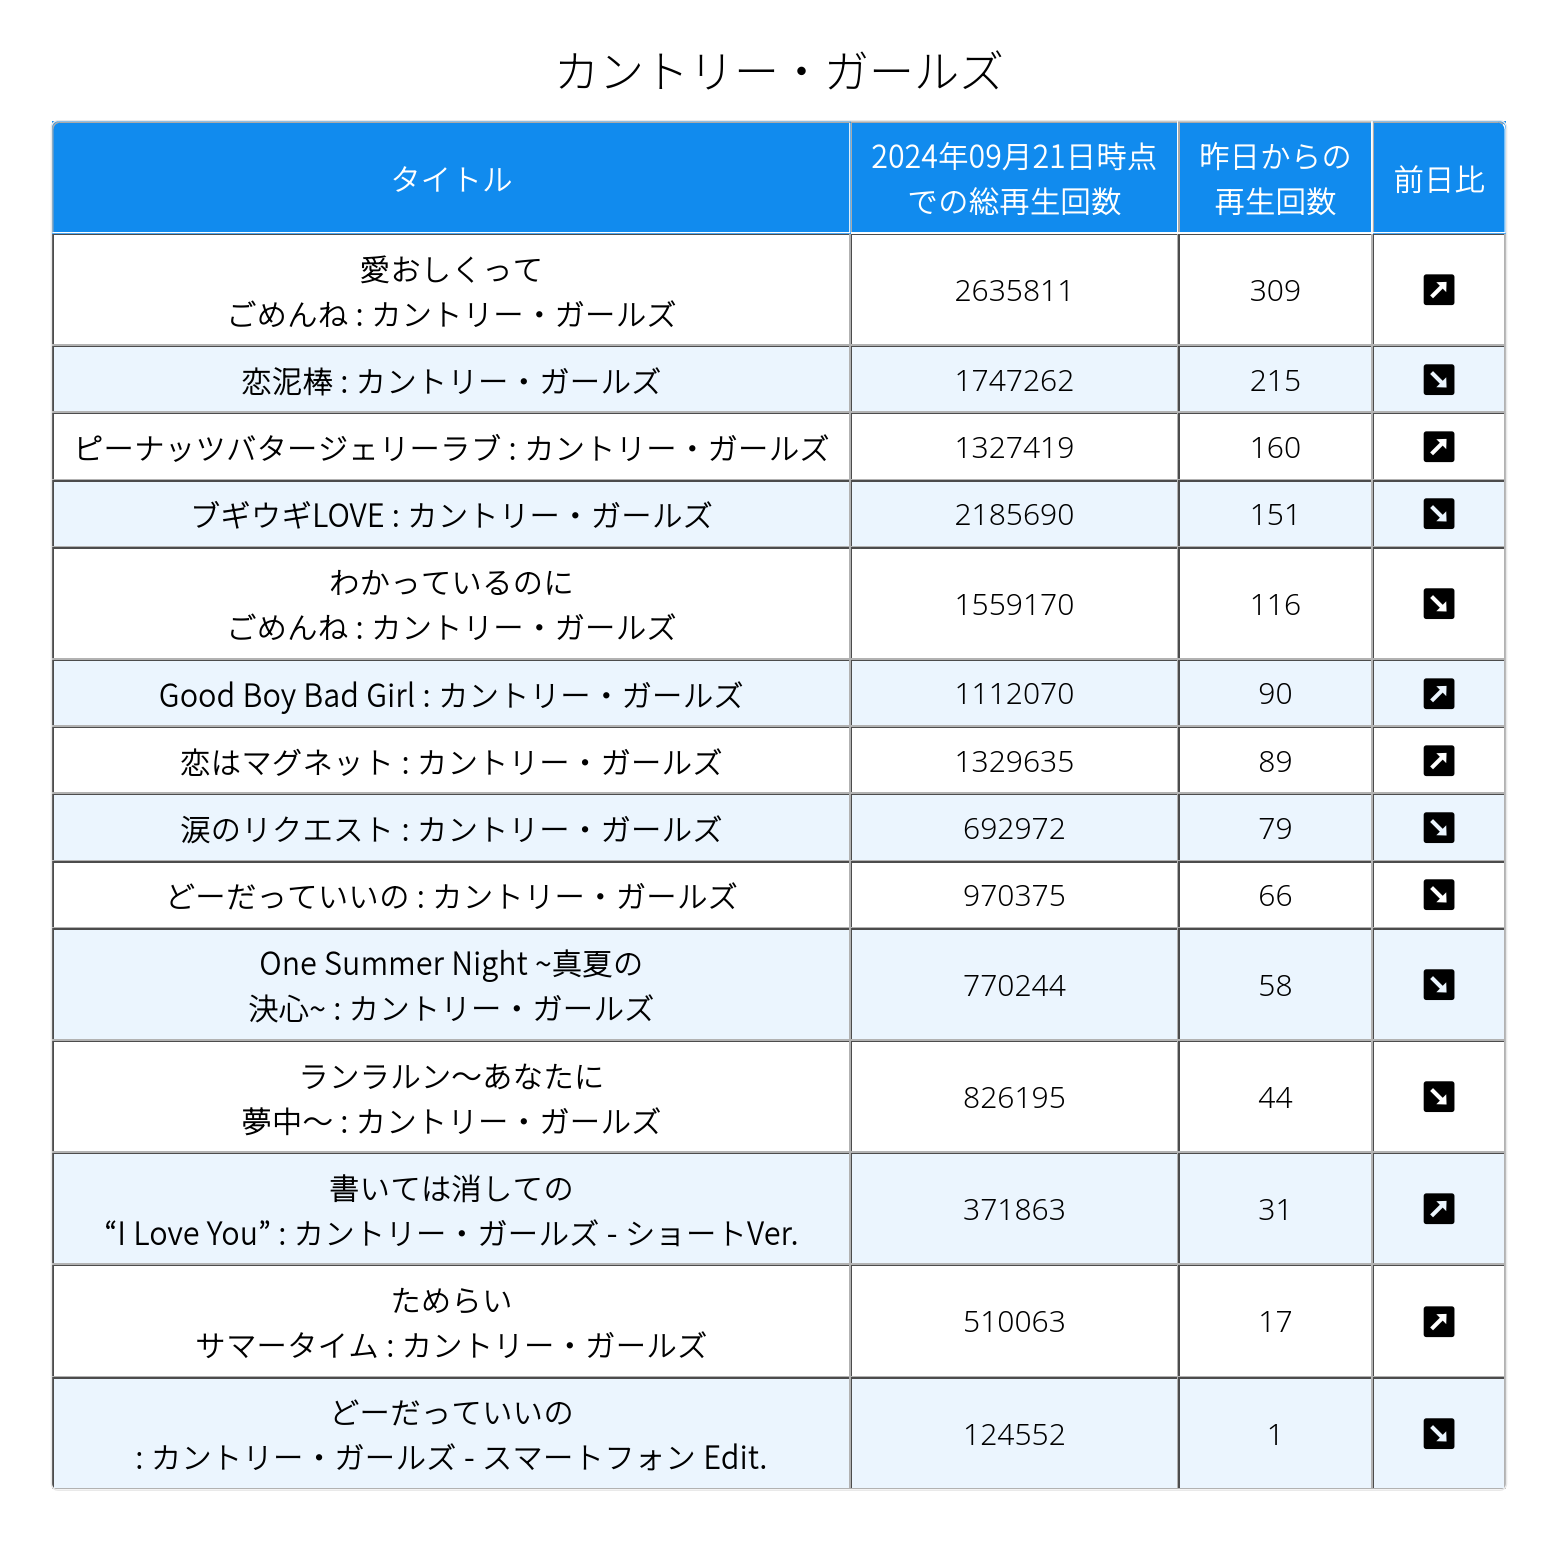 カントリー・ガールズ
タイトル
2024年09月21日時点
での総再生回数
昨日からの
再生回数
前日比
愛おしくって
ごめんね : カントリー・ガールズ
2635811
309
恋泥棒 : カントリー・ガールズ
1747262
215
ピーナッツバタージェリーラブ : カントリー・ガールズ
1327419
160
ブギウギLOVE : カントリー・ガールズ
2185690
151
わかっているのに
ごめんね : カントリー・ガールズ
1559170
116
Good Boy Bad Girl : カントリー・ガールズ
1112070
90
恋はマグネット : カントリー・ガールズ
1329635
89
涙のリクエスト : カントリー・ガールズ
692972
79
どーだっていいの : カントリー・ガールズ
970375
66
One Summer Night ~真夏の
決心~ : カントリー・ガールズ
770244
58
ランラルン〜あなたに
夢中〜 : カントリー・ガールズ
826195
44
書いては消しての
“I Love You” : カントリー・ガールズ - ショートVer.
371863
31
ためらい
サマータイム : カントリー・ガールズ
510063
17
どーだっていいの
: カントリー・ガールズ - スマートフォン Edit.
124552
1